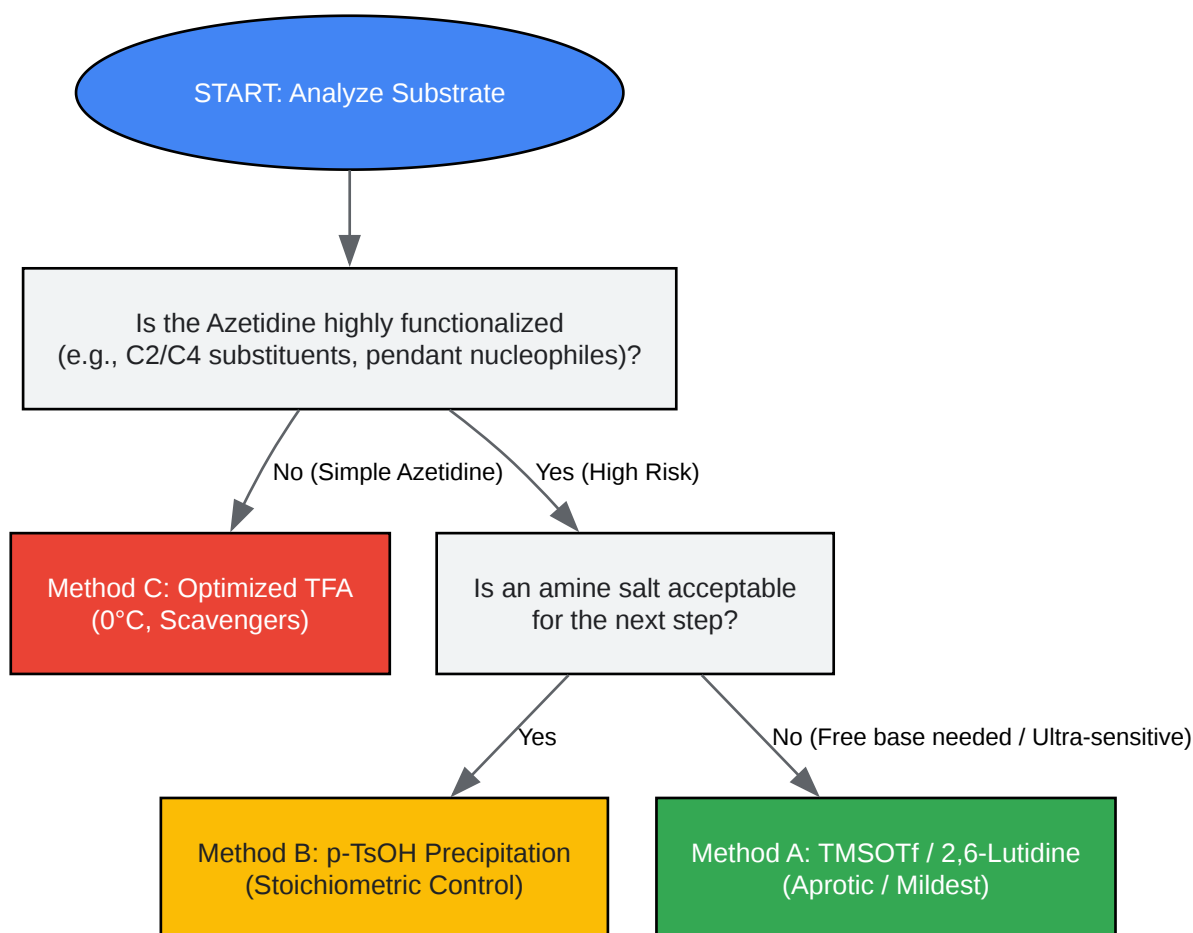 START: Analyze Substrate
Is the Azetidine highly functionalized
(e.g., C2/C4 substituents, pendant nucleophiles)?
No (Simple Azetidine)
Yes (High Risk)
Method C: Optimized TFA
(0°C, Scavengers)
Is an amine salt acceptable
for the next step?
Yes
No (Free base needed / Ultra-sensitive)
Method B: p-TsOH Precipitation
(Stoichiometric Control)
Method A: TMSOTf / 2,6-Lutidine
(Aprotic / Mildest)